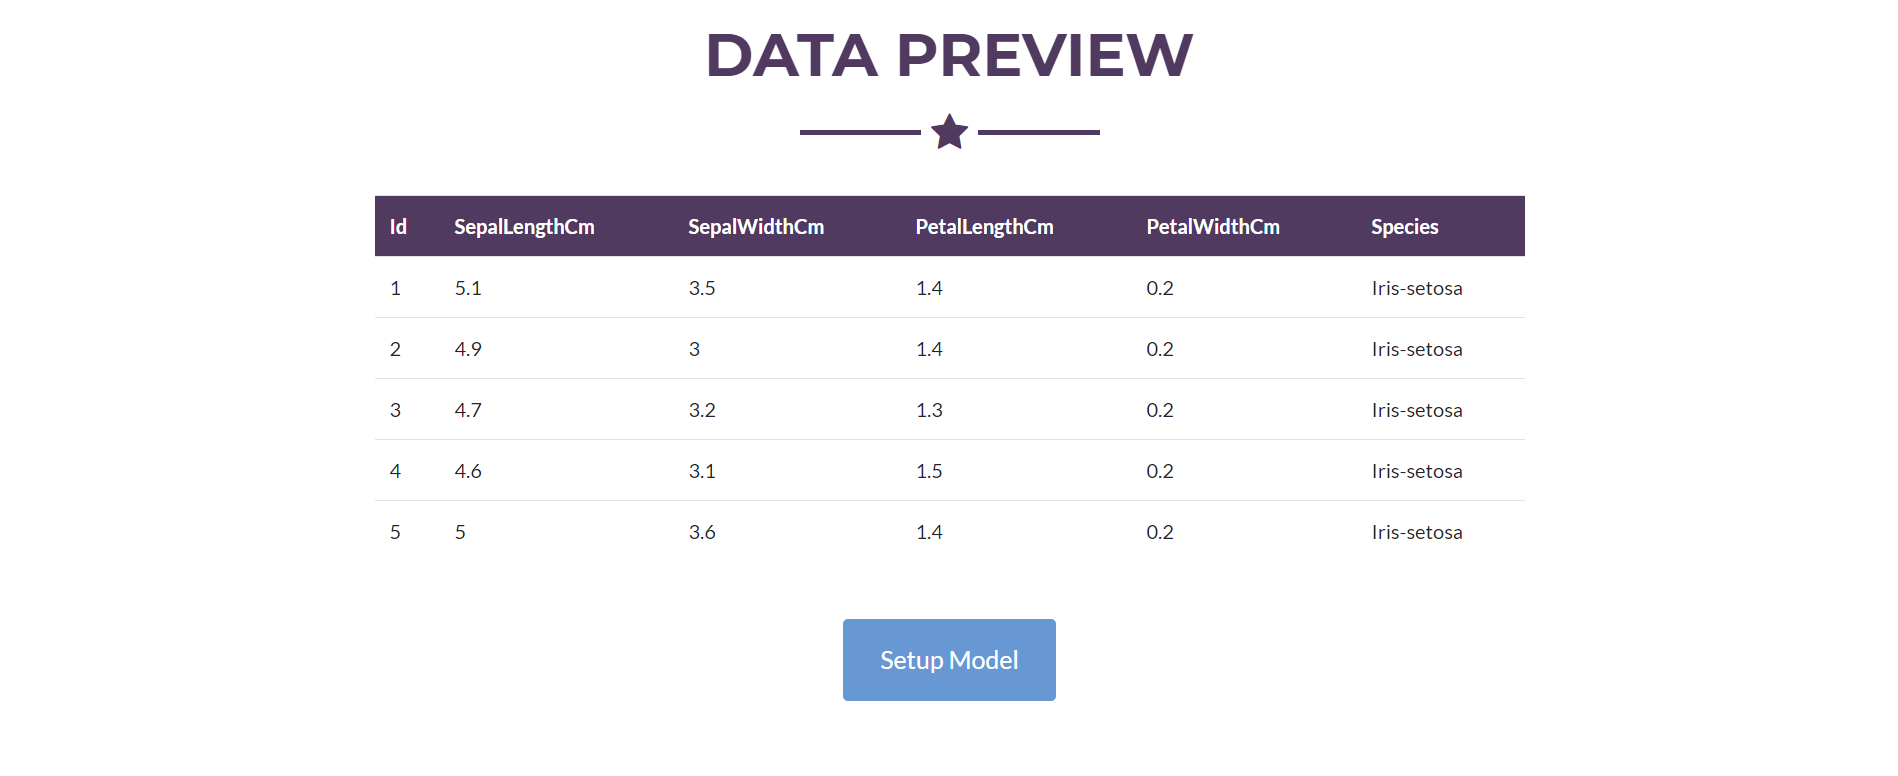 DATA PREVIEW
Id SepalLengthCm SepalWidthCm PetalLengthCm PetalWidthCm Species
1 5.1 3.5 1.4 0.2 Iris-setosa
2 4.9 3 1.4 0.2 Iris-setosa
3 4.7 3.2 1.3 0.2 Iris-setosa
4 4.6 3.1 1.5 0.2 Iris-setosa
5 5 3.6 1.4 0.2 Iris-setosa
Setup Model